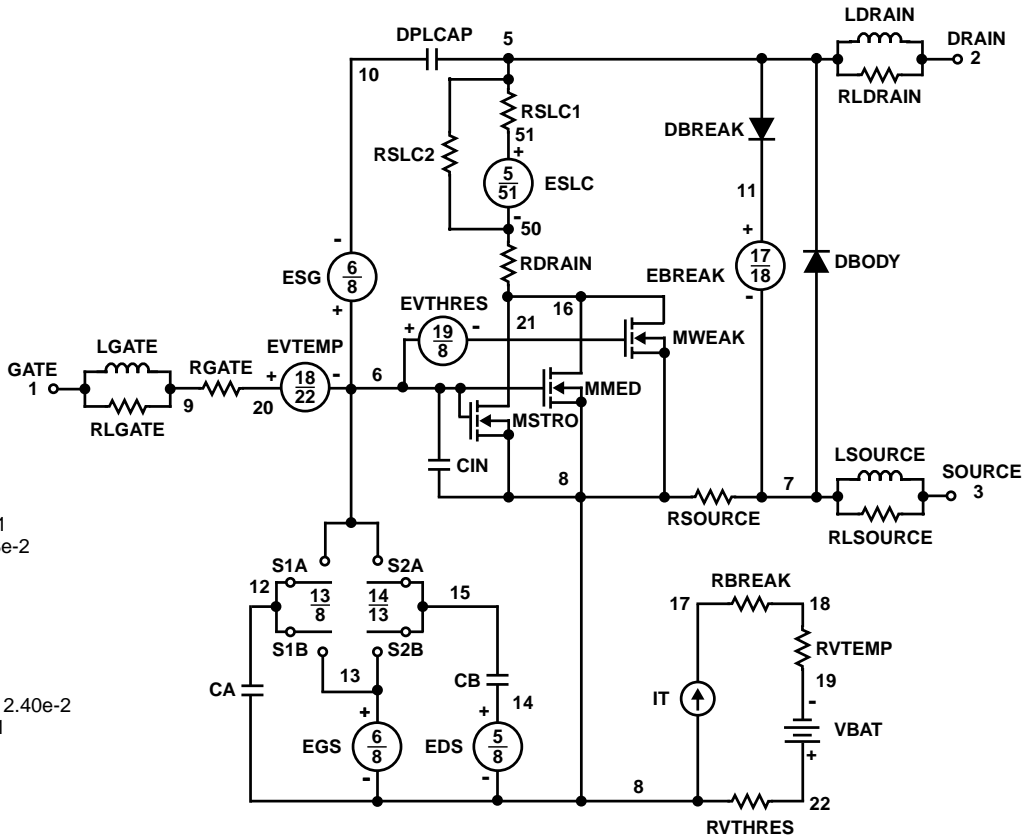 LDRAIN
DPLCAP 5 DRAIN
10 2
RLDRAIN
RSLC1
51
DBREAK
RSLC2
+
5
51
ESLC
11
-
50
-
+
RDRAIN
17
18
EBREAK
DBODY
ESG
6
8
-
EVTHRES
16
+
+
19
8
-
21
MWEAK
LGATE
EVTEMP
GATE
RGATE
1
+
18
22
-
6
MMED
9
20
RLGATE
MSTRO
LSOURCE
CIN
8
7
SOURCE
3
RSOURCE
RLSOURCE
e-2
S1A
S2A
12
13
8
14
13
15
RBREAK
17
18
S1B
S2B
RVTEMP
13
CA
CB
19
14
IT
-
2.40e-2
+
+
VBAT
EGS
6
8
EDS
5
8
+
-
-
8
22
RVTHRES